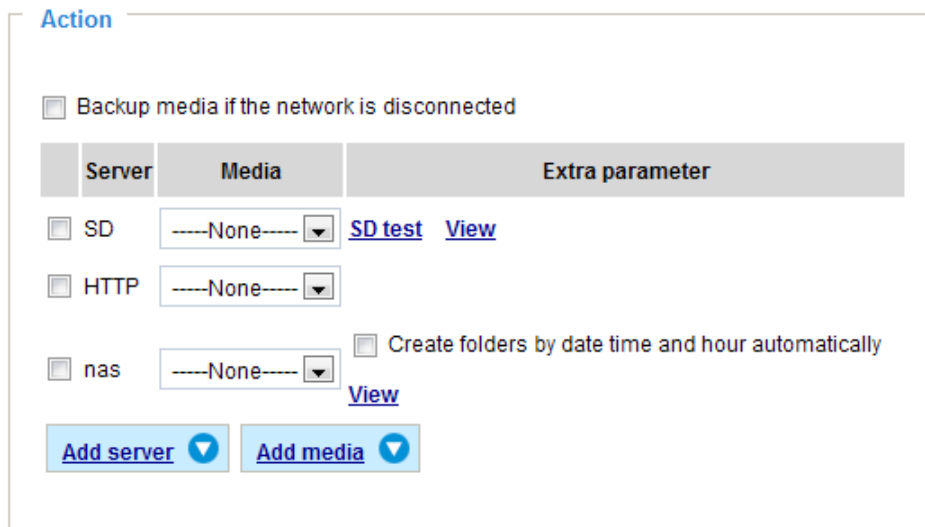 Action
Backup media if the network is disconnected
Server Media Extra parameter
SD -----None----- SD test View
HTTP -----None-----
nas -----None----- Create folders by date time and hour automatically
View
Add server Add media